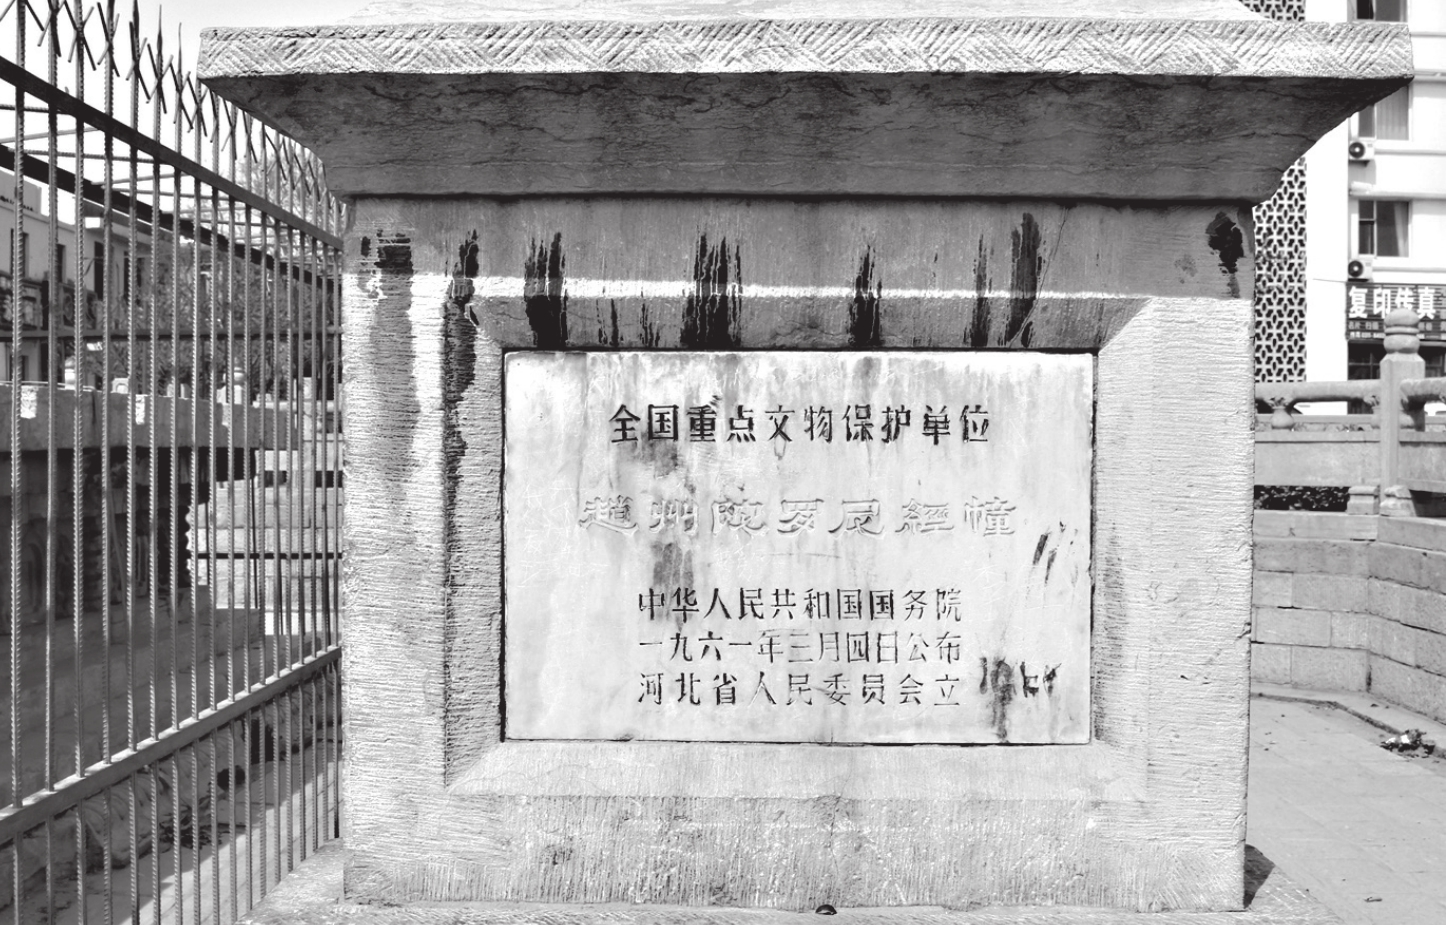 全国重点文物保护单位
趙州陀罗尼經幢
中华人民共和国国务院
一九六一年三月四日公布
河北省人民委员会立
复印传真